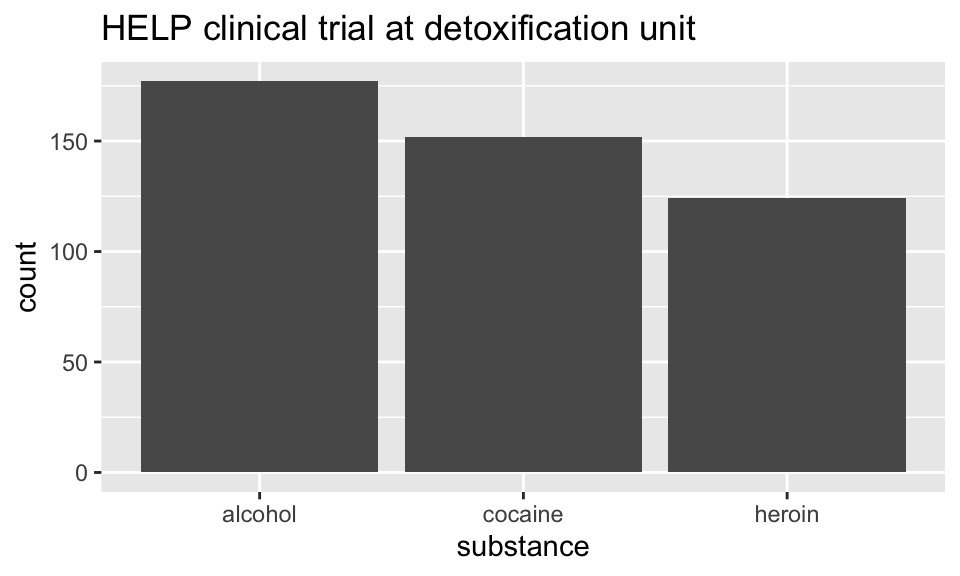 HELP clinical trial at detoxification unit
count
150
100
50
0
alcohol cocaine heroin
substance